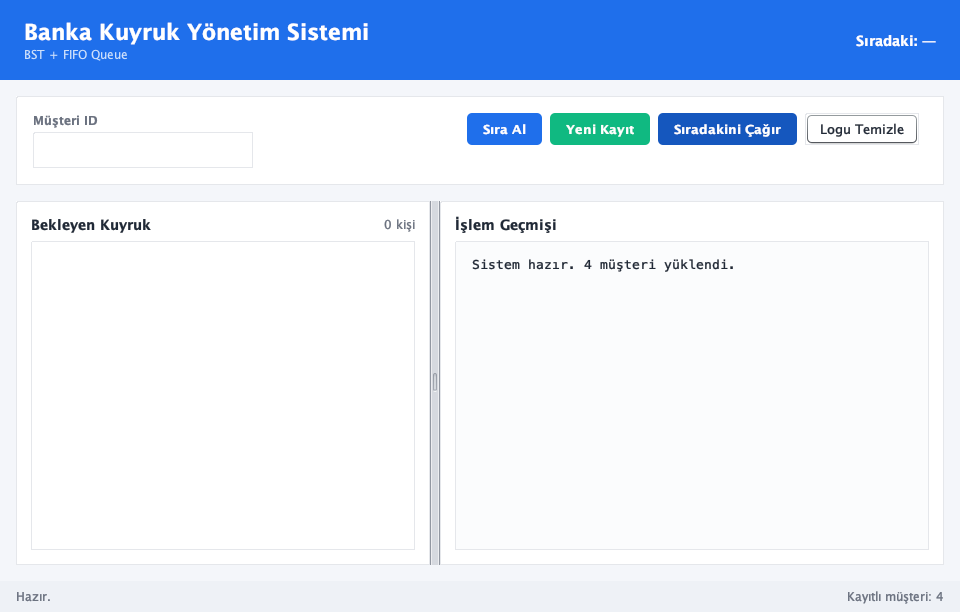 Banka Kuyruk Yönetim Sistemi
BST + FIFO Queue
Sıradaki: —
Müşteri ID
Sıra Al
Yeni Kayıt
Sıradakini Çağır
Logu Temizle
Bekleyen Kuyruk
0 kişi
İşlem Geçmişi
Sistem hazır. 4 müşteri yüklendi.
Hazır.
Kayıtlı müşteri: 4